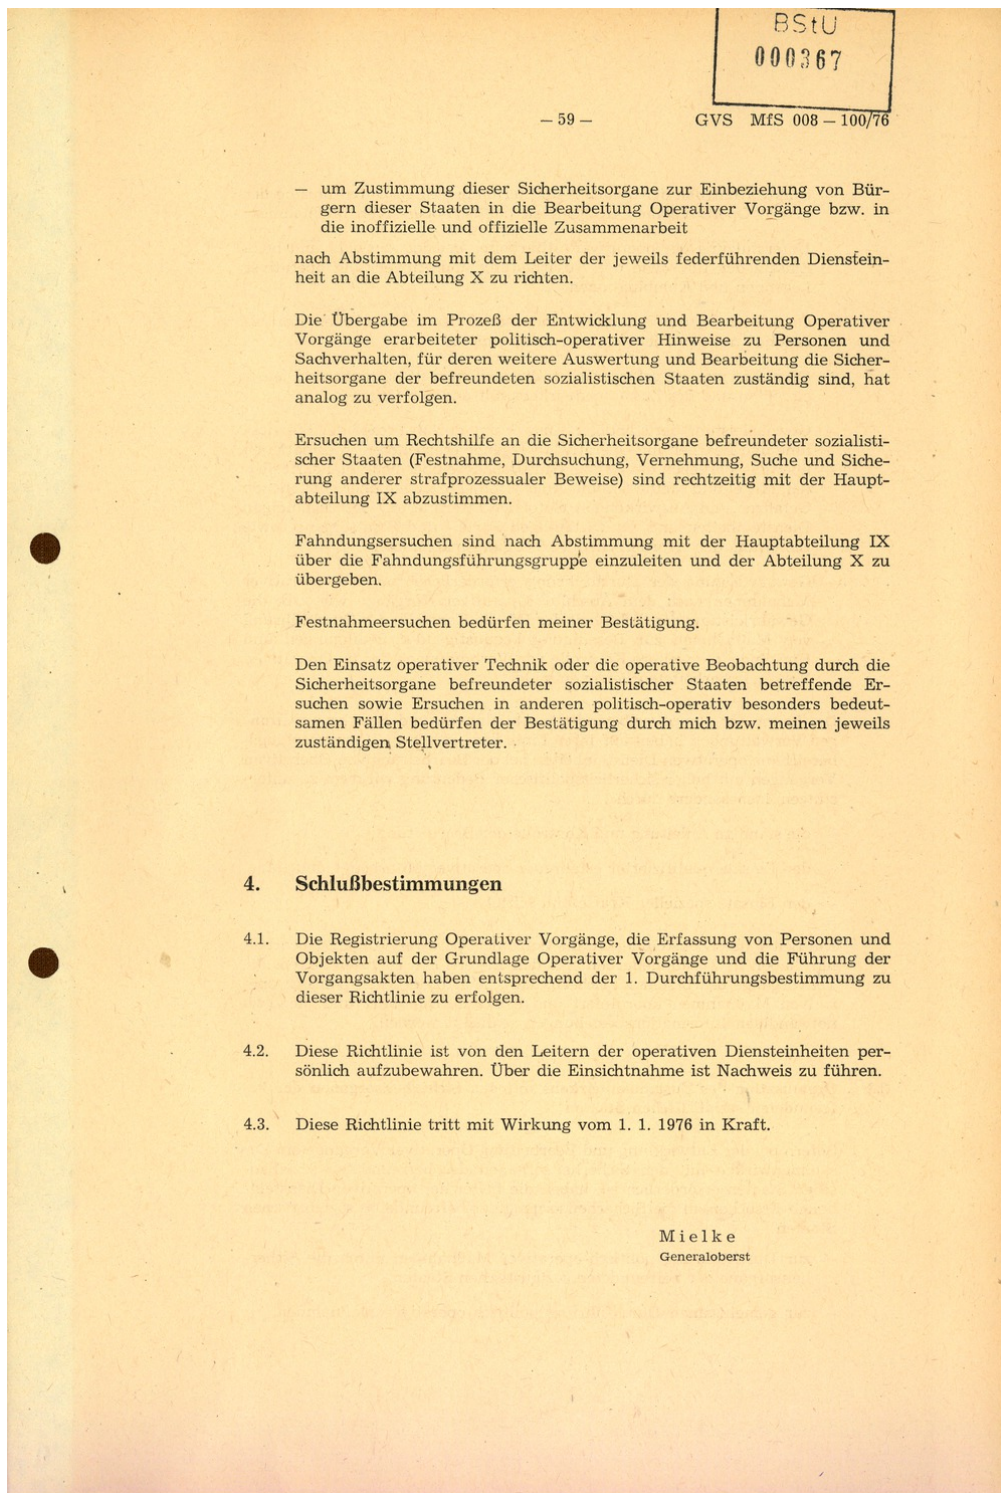 BStU
000367
— 59 —
GVS MfS 008 — 100/76
— um Zustimmung dieser Sicherheitsorgane zur Einbeziehung von Bür-
gern dieser Staaten in die Bearbeitung Operativer Vorgänge bzw. in
die inoffizielle und offizielle Zusammenarbeit
nach Abstimmung mit dem Leiter der jeweils federführenden Dienstein-
heit an die Abteilung X zu richten.
Die Übergabe im Prozeß der Entwicklung und Bearbeitung Operativer
Vorgänge erarbeiteter politisch-operativer Hinweise zu Personen und
Sachverhalten, für deren weitere Auswertung und Bearbeitung die Sicher-
heitsorgane der befreundeten sozialistischen Staaten zuständig sind, hat
analog zu verfolgen.
Ersuchen um Rechtshilfe an die Sicherheitsorgane befreundeter sozialisti-
scher Staaten (Festnahme, Durchsuchung, Vernehmung, Suche und Siche-
rung anderer strafprozessualer Beweise) sind rechtzeitig mit der Haupt-
abteilung IX abzustimmen.
Fahndungsersuchen sind nach Abstimmung mit der Hauptabteilung IX
über die Fahndungsführungsgruppe einzuleiten und der Abteilung X zu
übergeben.
Festnahmeersuchen bedürfen meiner Bestätigung.
Den Einsatz operativer Technik oder die operative Beobachtung durch die
Sicherheitsorgane befreundeter sozialistischer Staaten betreffende Er-
suchen sowie Ersuchen in anderen politisch-operativ besonders bedeut-
samen Fällen bedürfen der Bestätigung durch mich bzw. meinen jeweils
zuständigen Stellvertreter.
4. Schlußbestimmungen
4.1. Die Registrierung Operativer Vorgänge, die Erfassung von Personen und
Objekten auf der Grundlage Operativer Vorgänge und die Führung der
Vorgangsakten haben entsprechend der 1. Durchführungsbestimmung zu
dieser Richtlinie zu erfolgen.
4.2. Diese Richtlinie ist von den Leitern der operativen Diensteinheiten per-
sönlich aufzubewahren. Über die Einsichtnahme ist Nachweis zu führen.
4.3. Diese Richtlinie tritt mit Wirkung vom 1. 1. 1976 in Kraft.
Mielke
Generaloberst